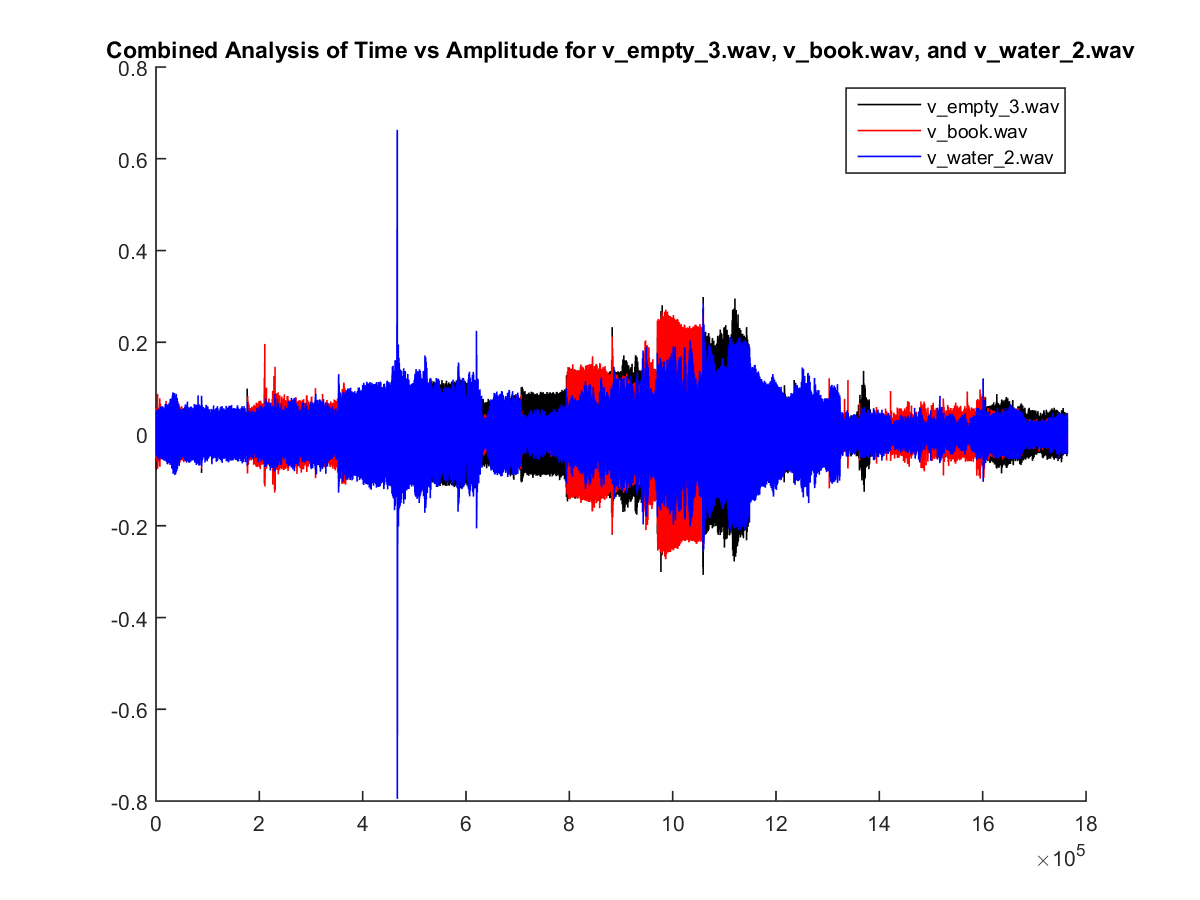 Combined Analysis of Time vs Amplitude for v_empty_3.wav, v_book.wav, and v_water_2.wav
v_empty_3.wav
v_book.wav
v_water_2.wav
0.8
0.6
0.4
0.2
0
-0.2
-0.4
-0.6
-0.8
0 2 4 6 8 10 12 14 16 18
×10^5